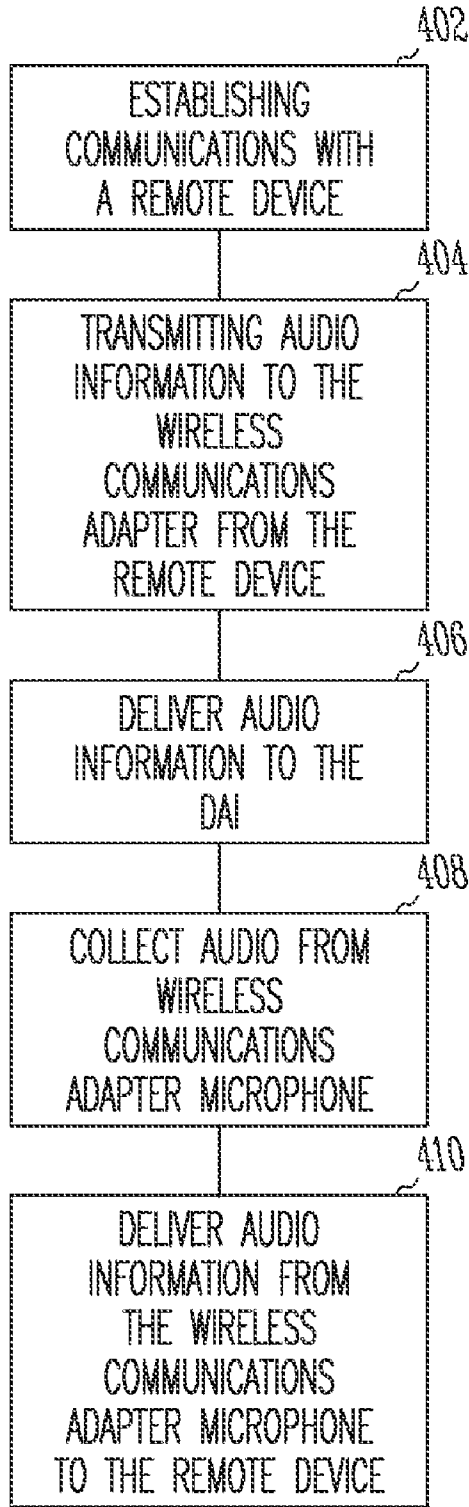 402
ESTABLISHING
COMMUNICATIONS WITH
A REMOTE DEVICE
404
TRANSMITTING AUDIO
INFORMATION TO THE
WIRELESS
COMMUNICATIONS
ADAPTER FROM THE
REMOTE DEVICE
406
DELIVER AUDIO
INFORMATION TO THE
DAI
408
COLLECT AUDIO FROM
WIRELESS
COMMUNICATIONS
ADAPTER MICROPHONE
410
DELIVER AUDIO
INFORMATION FROM
THE WIRELESS
COMMUNICATIONS
ADAPTER MICROPHONE
TO THE REMOTE DEVICE